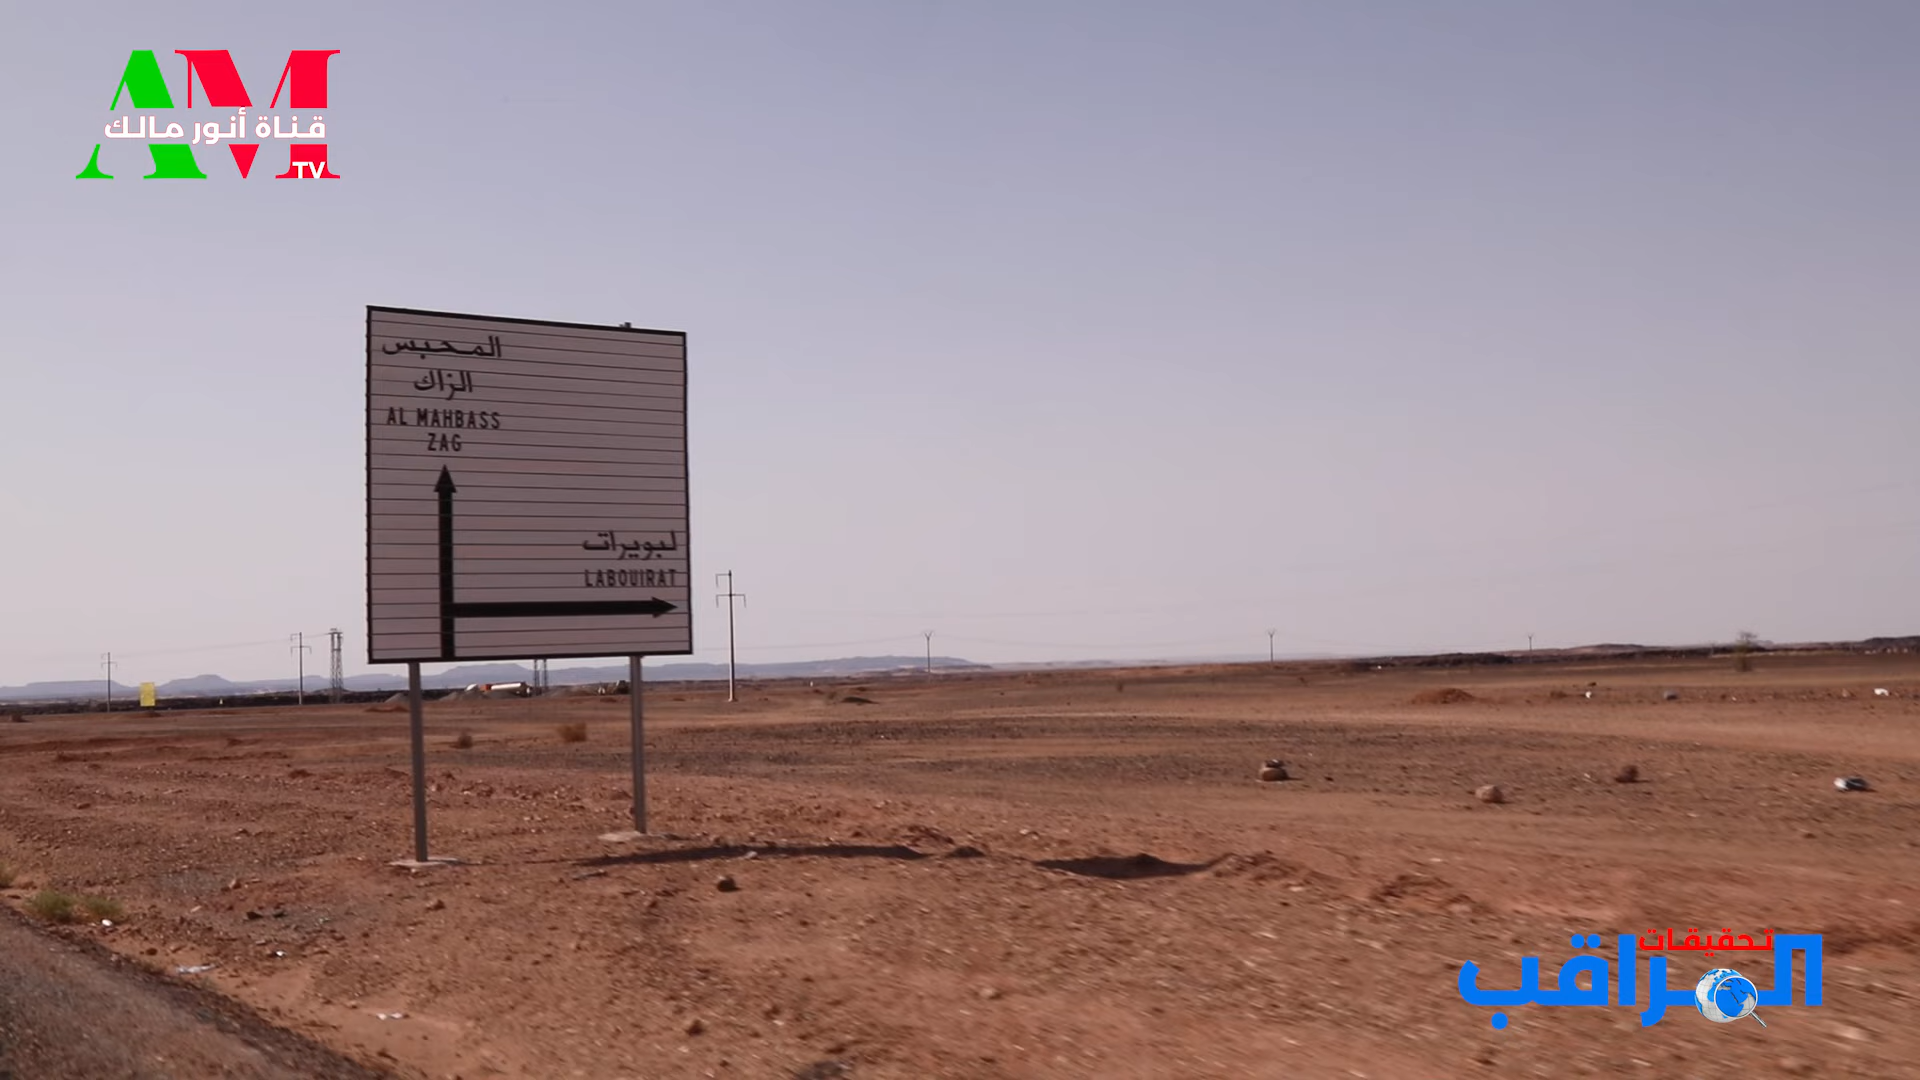 AM
قناة أنور مالك
TV
المحبس
الزاك
AL MAHBASS
ZAG
لبويرات
LABOUIRAT
تحقيقات
المراقب